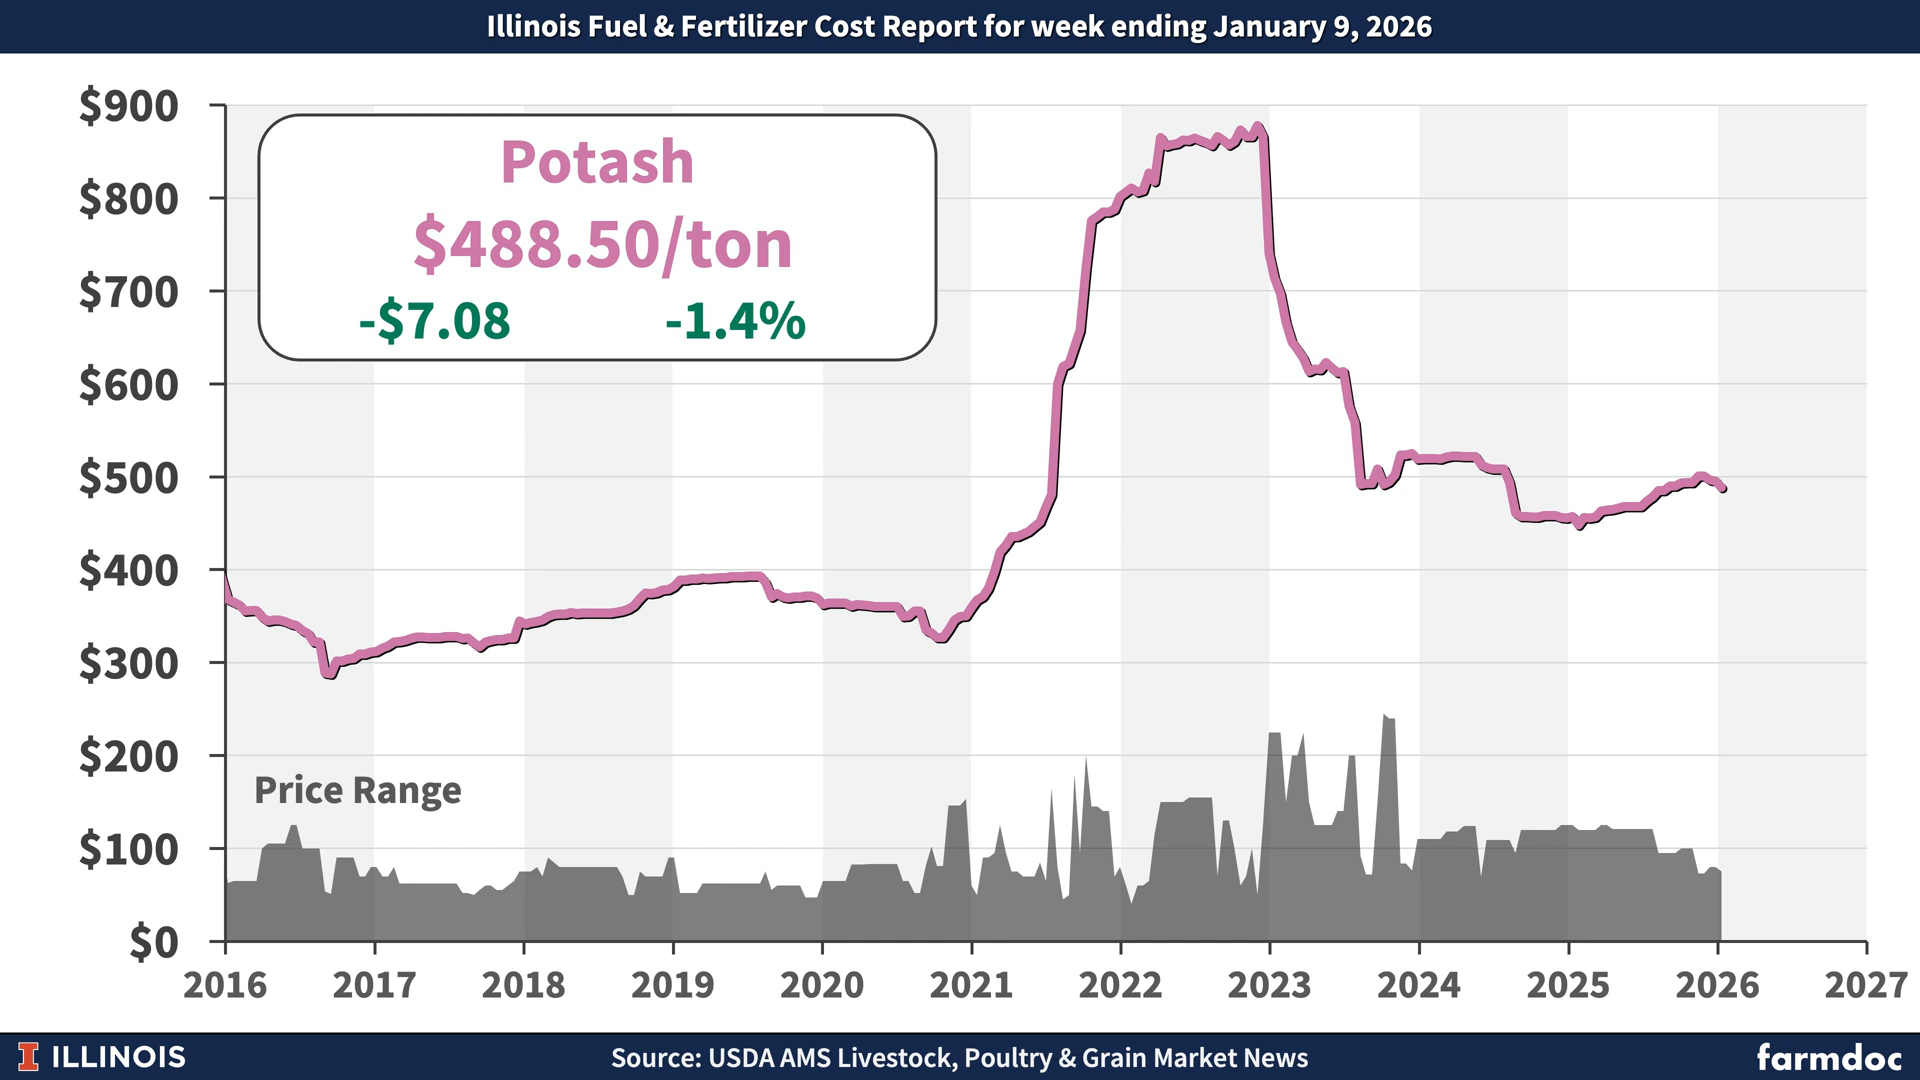 Illinois Fuel & Fertilizer Cost Report for week ending January 9, 2026
$900
$800
$700
$600
$500
$400
$300
$200
$100
$0
Potash
$488.50/ton
-$7.08 -1.4%
Price Range
2016 2017 2018 2019 2020 2021 2022 2023 2024 2025 2026 2027
I ILLINOIS
Source: USDA AMS Livestock, Poultry & Grain Market News
farmdoc